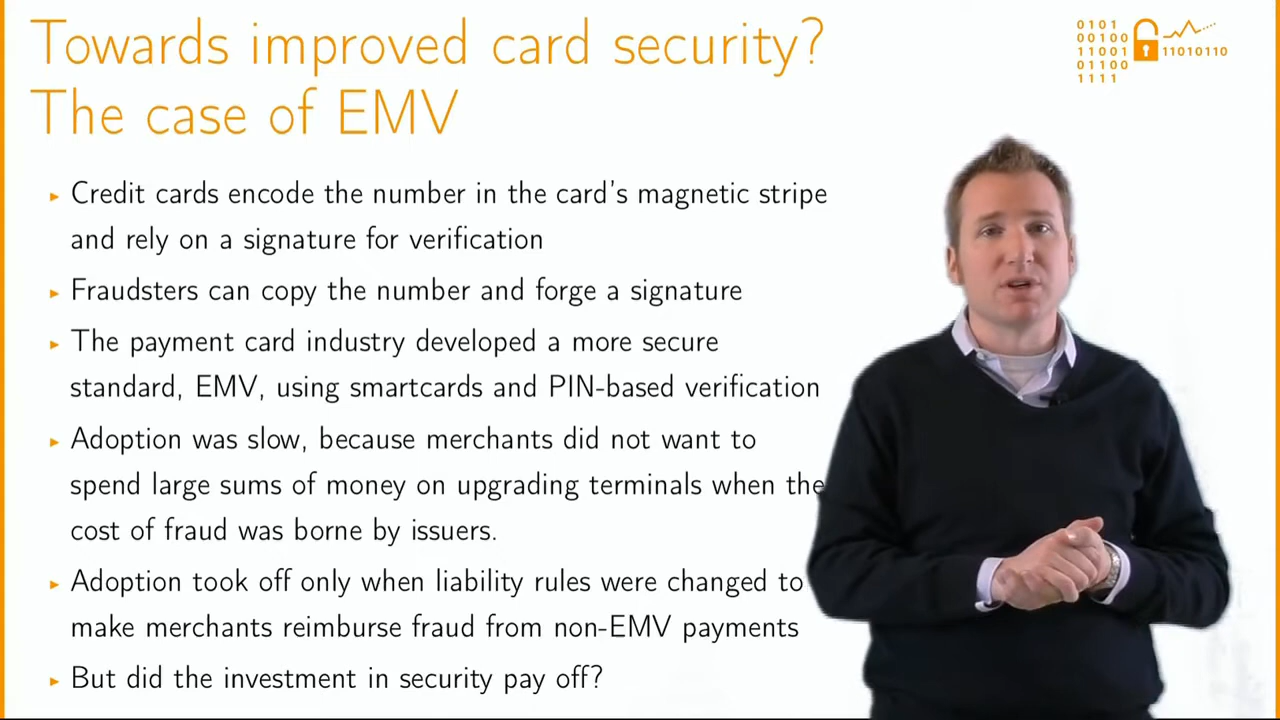 Towards improved card security?
The case of EMV
0101
00100
11001
01100
1111
11010110
▸ Credit cards encode the number in the card's magnetic stripe
and rely on a signature for verification
▸ Fraudsters can copy the number and forge a signature
▸ The payment card industry developed a more secure
standard, EMV, using smartcards and PIN-based verification
▸ Adoption was slow, because merchants did not want to
spend large sums of money on upgrading terminals when the
cost of fraud was borne by issuers.
▸ Adoption took off only when liability rules were changed to
make merchants reimburse fraud from non-EMV payments
▸ But did the investment in security pay off?